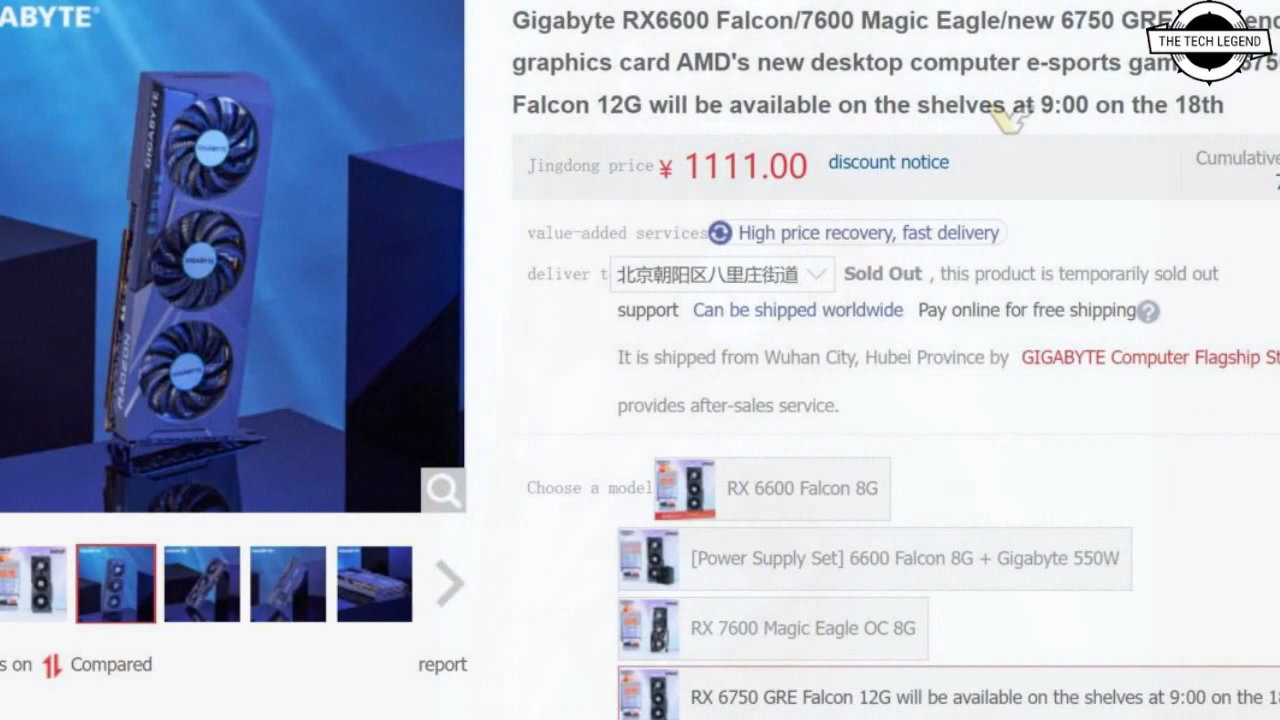 ABYTE
Gigabyte RX6600 Falcon/7600 Magic Eagle/new 6750 GRE
THE TECH LEGEND
graphics card AMD's new desktop computer e-sports gam
Falcon 12G will be available on the shelves at 9:00 on the 18th
Jingdong price ¥ 1111.00 discount notice Cumulative
value-added services High price recovery, fast delivery
deliver t 北京朝阳区八里庄街道 Sold Out , this product is temporarily sold out
support Can be shipped worldwide Pay online for free shipping ?
It is shipped from Wuhan City, Hubei Province by GIGABYTE Computer Flagship St
provides after-sales service.
GIGABYTE
GIGABYTE
GIGABYTE
GIGABYTE
RADEON
Choose a model RX 6600 Falcon 8G
[Power Supply Set] 6600 Falcon 8G + Gigabyte 550W
RX 7600 Magic Eagle OC 8G
s on Compared report
RX 6750 GRE Falcon 12G will be available on the shelves at 9:00 on the 1